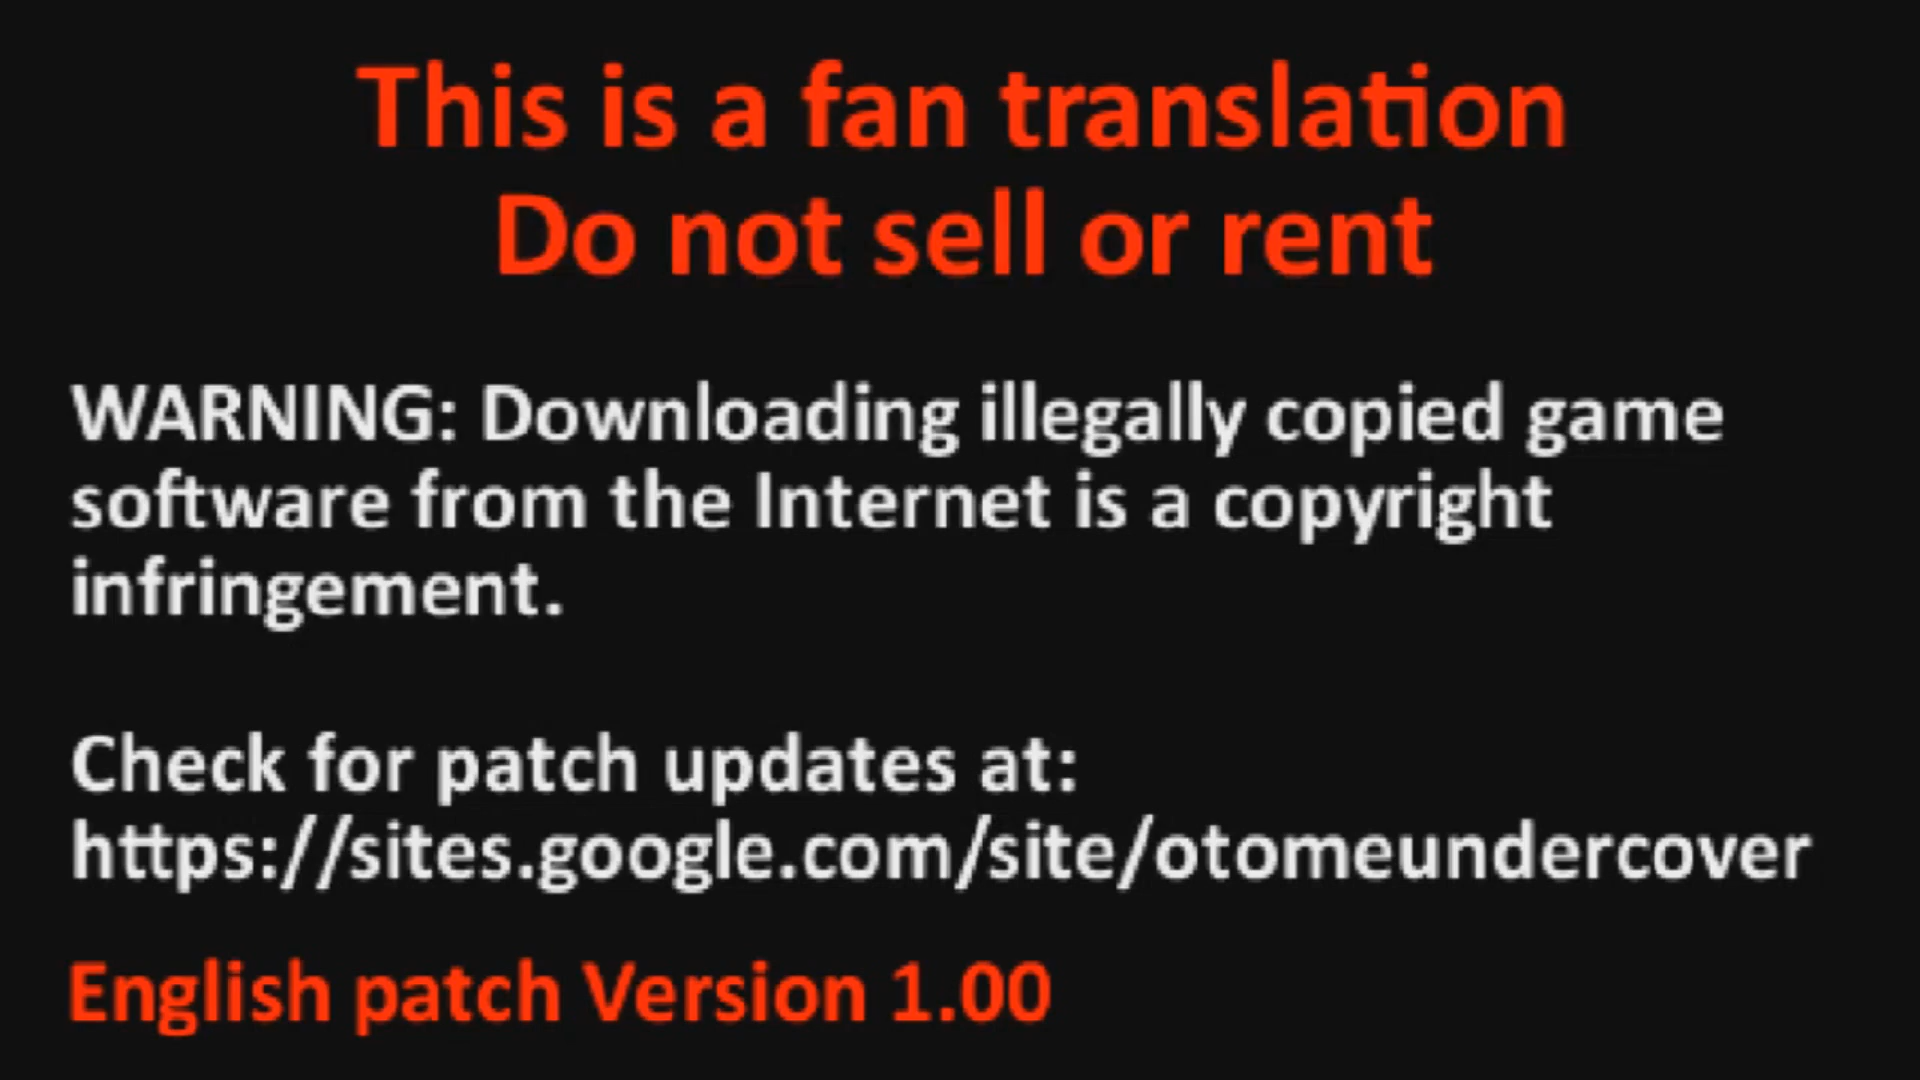 This is a fan translation
Do not sell or rent
WARNING: Downloading illegally copied game
software from the Internet is a copyright
infringement.
Check for patch updates at:
https://sites.google.com/site/otomeundercover
English patch Version 1.00